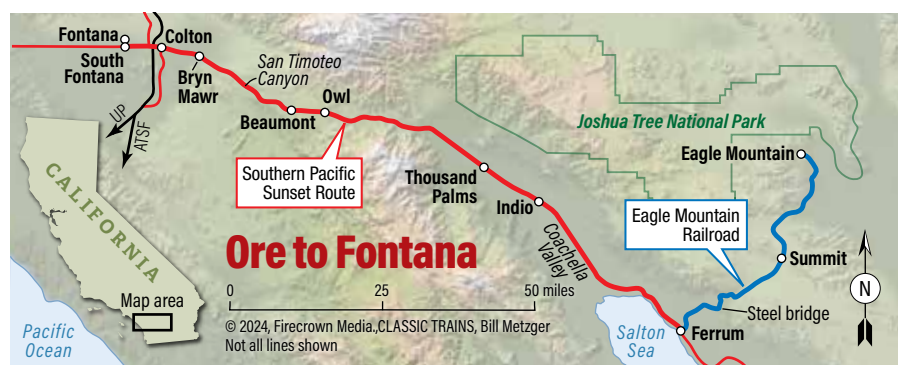 Fontana
South
Fontana
Colton
Bryn
Mawr
San Timoteo
Canyon
Beaumont
Owl
UP
ATSF
Southern Pacific
Sunset Route
CALIFORNIA
Map area
Pacific
Ocean
Joshua Tree National Park
Eagle Mountain
Thousand
Palms
Indio
Coachella
Valley
Eagle Mountain
Railroad
Summit
Steel bridge
Ferrum
Salton
Sea
N
Ore to Fontana
0 25 50 miles
© 2024, Firecrown Media.,CLASSIC TRAINS, Bill Metzger
Not all lines shown